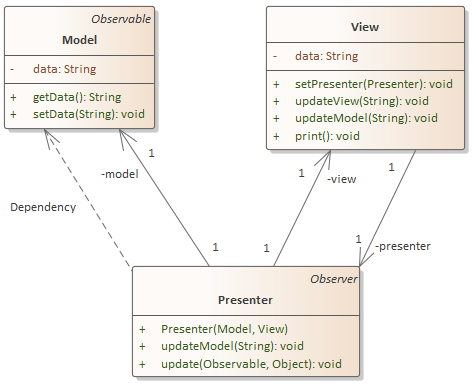 Observable
Model
- data: String
+ getData(): String
+ setData(String): void
View
- data: String
+ setPresenter(Presenter): void
+ updateView(String): void
+ updateModel(String): void
+ print(): void
1
-model
1
-view
Dependency
1
1
1
-presenter
Observer
Presenter
+ Presenter(Model, View)
+ updateModel(String): void
+ update(Observable, Object): void